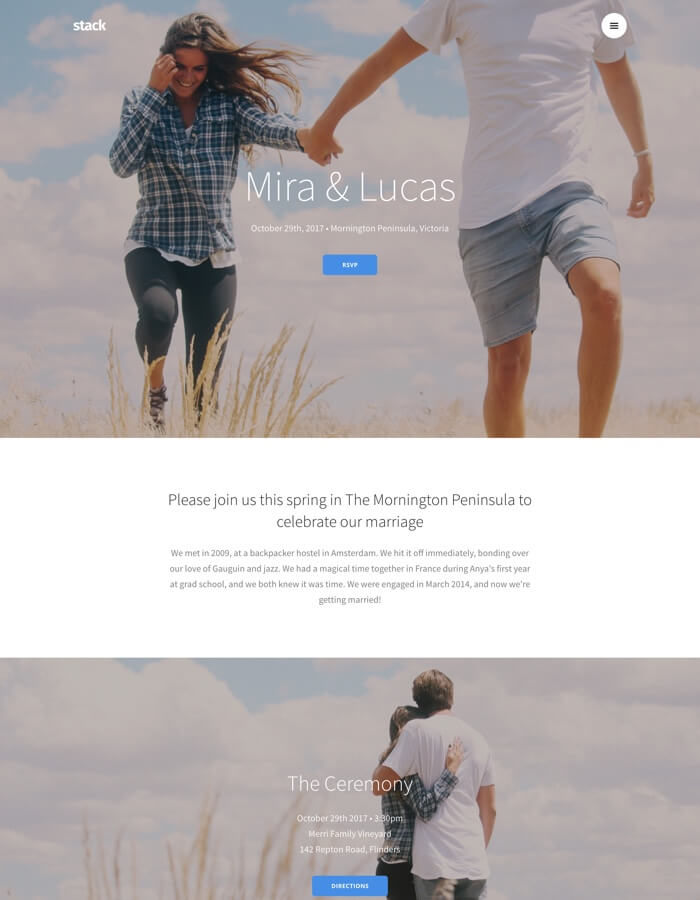 stack
Mira & Lucas
October 29th, 2017 • Mornington Peninsula, Victoria
RSVP
Please join us this spring in The Mornington Peninsula to
celebrate our marriage
We met in 2009, at a backpacker hostel in Amsterdam. We hit it off immediately, bonding over
our love of Gauguin and jazz. We had a magical time together in France during Anya's first year
at grad school, and we both knew it was time. We were engaged in March 2014, and now we're
getting married!
The Ceremony
October 29th 2017 • 3:30pm
Merri Family Vineyard
142 Repton Road, Flinders
DIRECTIONS